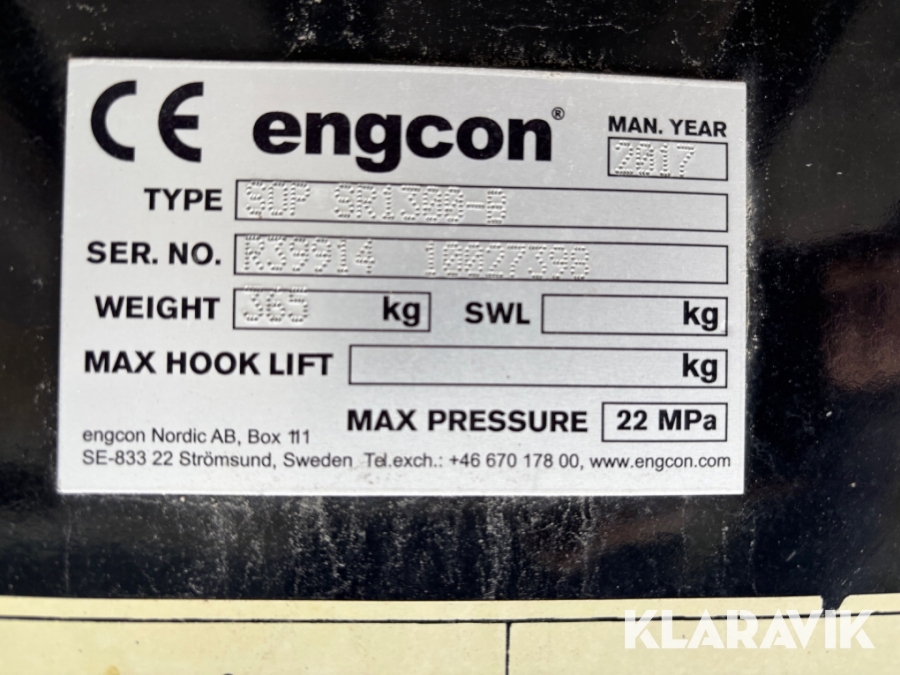 CE engcon® MAN. YEAR
2017
TYPE SOP SR1300-B
SER. NO. K39914 10027390
WEIGHT 365 kg SWL kg
MAX HOOK LIFT kg
MAX PRESSURE 22 MPa
engcon Nordic AB, Box 111
SE-833 22 Strömsund, Sweden Tel.exch.: +46 670 178 00, www.engcon.com
KLARAVIK